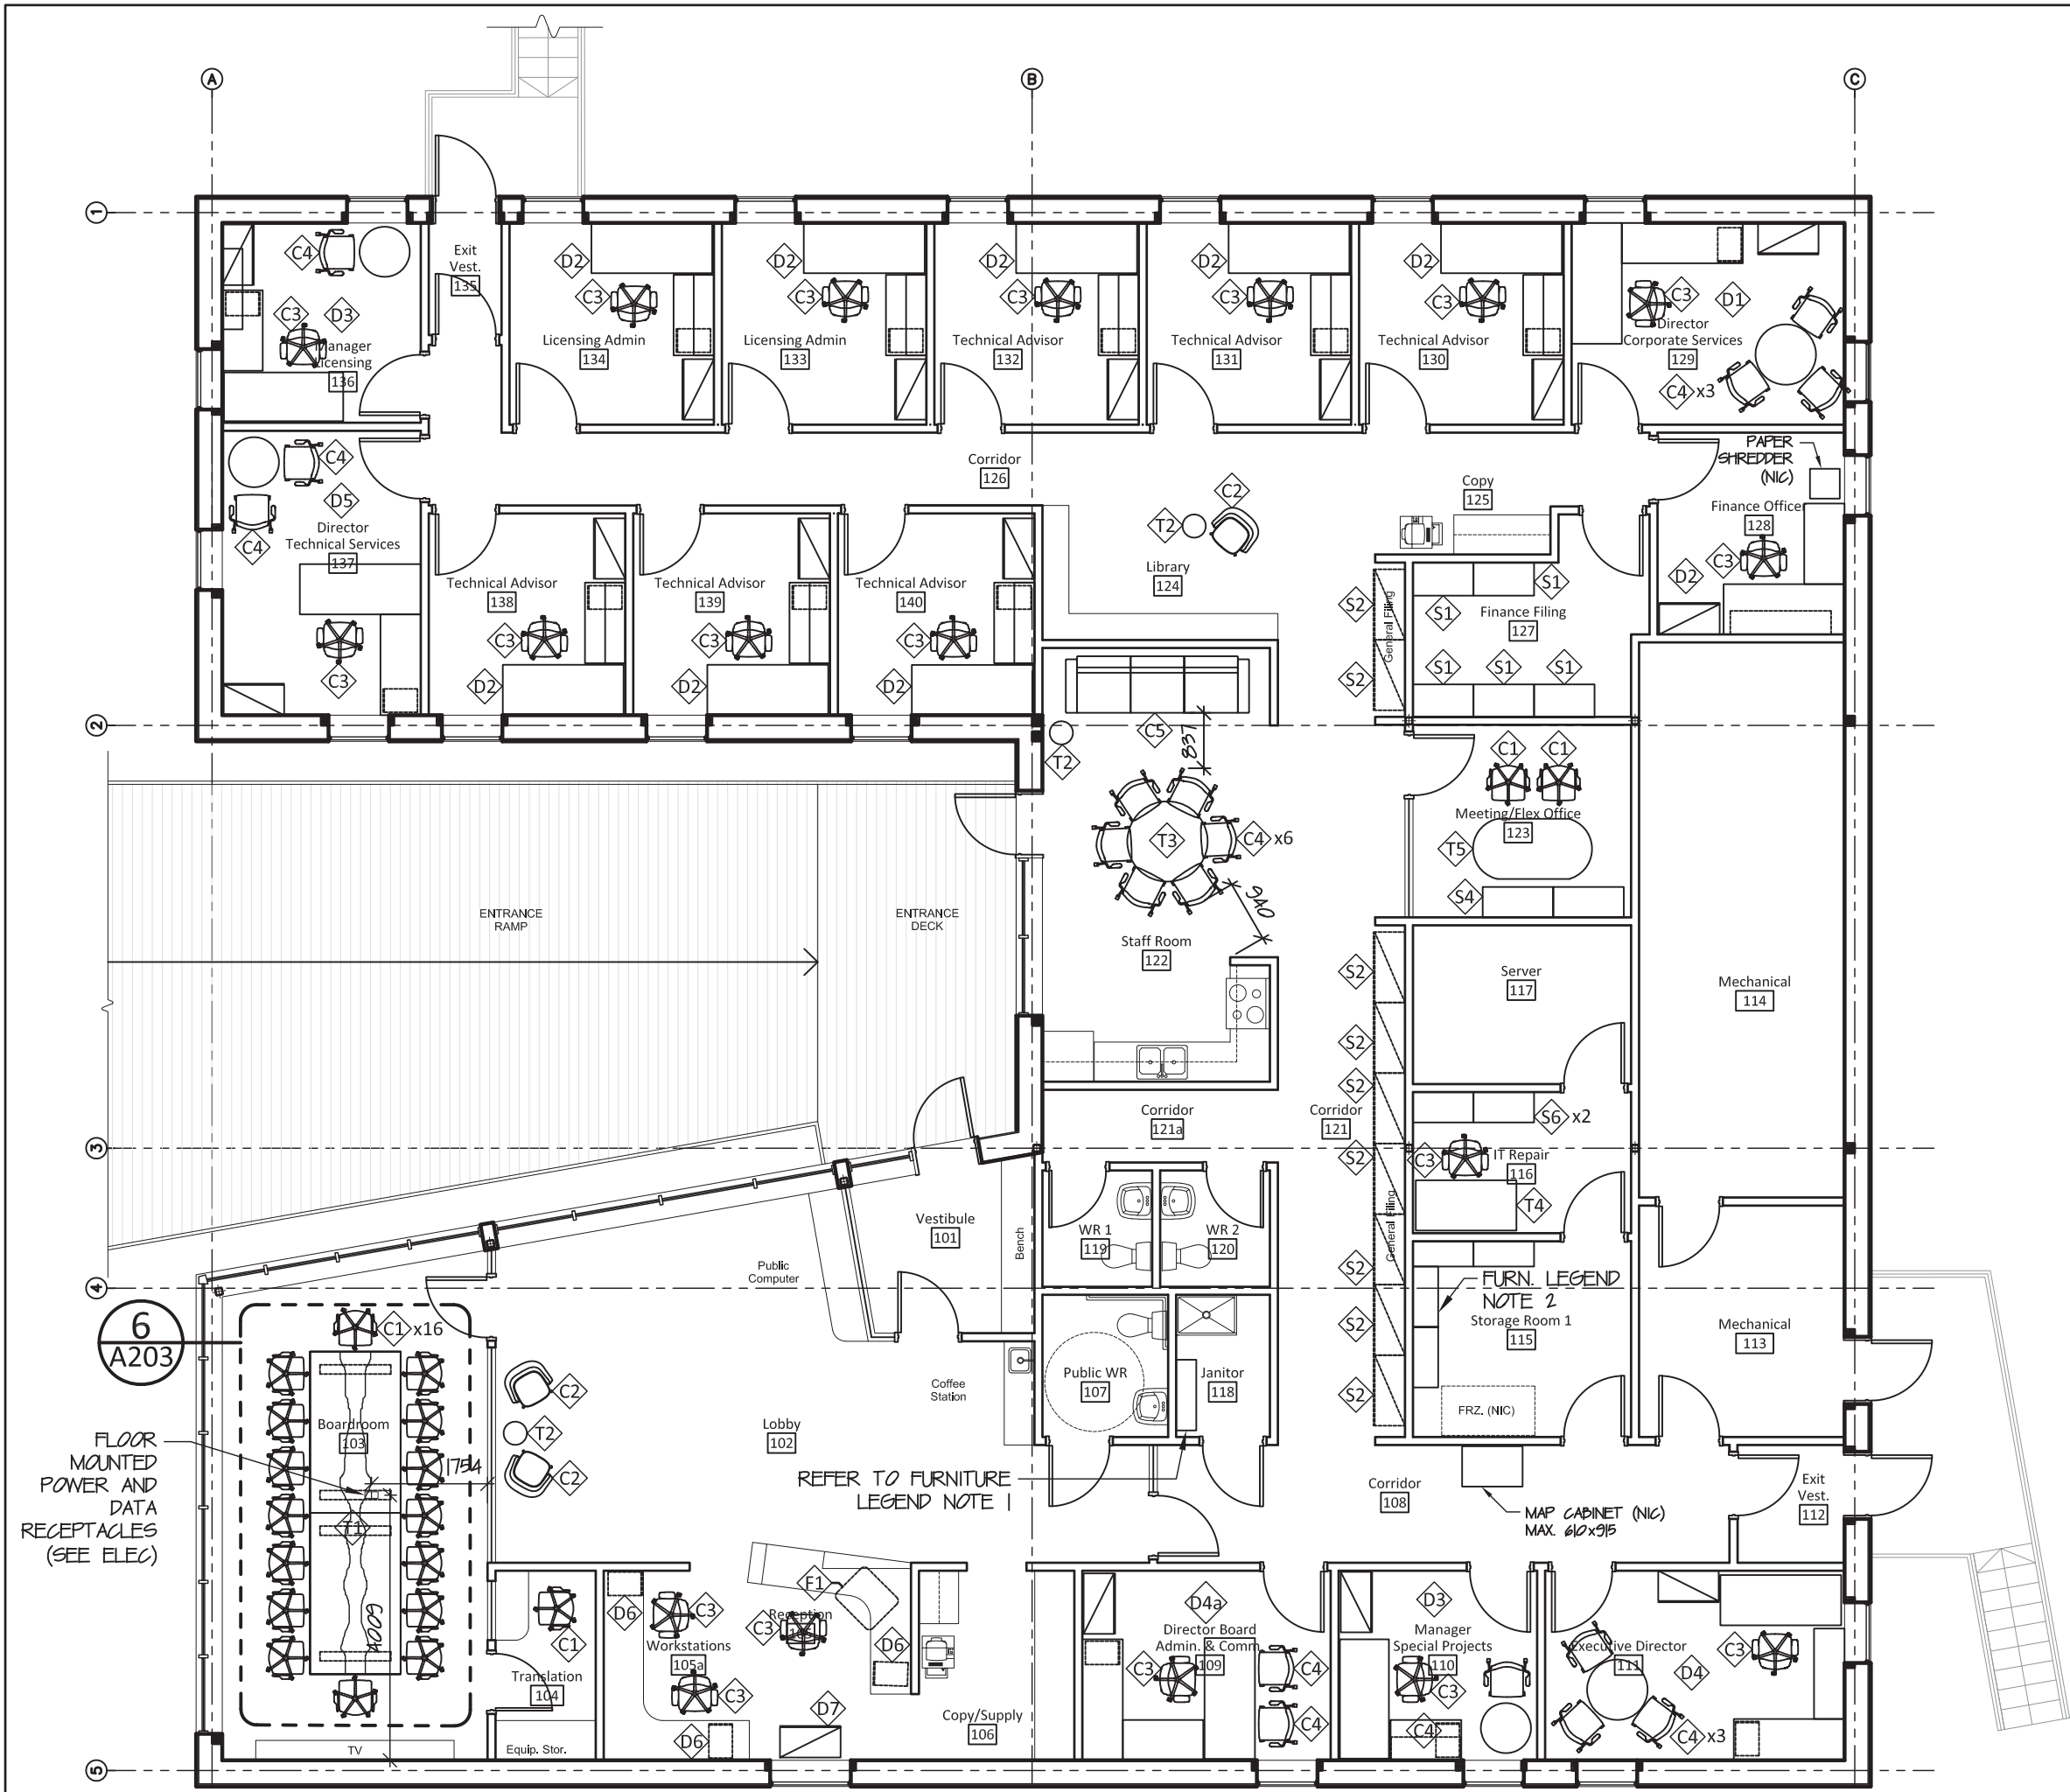 A
B
C
1
C4
Exit
Vest.
135
C3
D3
Manager
Licensing
136
D2
C3
Licensing Admin
134
D2
C3
Licensing Admin
133
D2
C3
Technical Advisor
132
D2
C3
Technical Advisor
131
D2
C3
Technical Advisor
130
C3
D1
Director
Corporate Services
129
C4 x3
C4
D5
C4
Director
Technical Services
137
C3
Corridor
126
C2
T2
Library
124
Copy
125
PAPER
SHREDDER
(NIC)
Finance Officer
128
C3
D2
Technical Advisor
138
C3
D2
Technical Advisor
139
C3
D2
Technical Advisor
140
C3
D2
S2
S2
General Filing
S1
S1
Finance Filing
127
S1
S1
S1
2
C5
837
T2
T3
C4 x6
940
Staff Room
122
C1
C1
Meeting/Flex Office
123
T5
S4
ENTRANCE
RAMP
ENTRANCE
DECK
S2
S2
S2
S2
S2
S2
S2
General Filing
Server
117
Mechanical
114
Corridor
121a
Corridor
121
S6 x2
C3
IT Repair
116
T4
3
Vestibule
101
Bench
WR 1
119
WR 2
120
Public
Computer
4
6
A203
C1 x16
FURN. LEGEND
NOTE 2
Storage Room 1
115
FRZ. (NIC)
Mechanical
113
C2
T2
C2
Coffee
Station
Public WR
107
Janitor
118
Lobby
102
Boardroom
103
1754
T1
4009
FLOOR
MOUNTED
POWER AND
DATA
RECEPTACLES
(SEE ELEC)
REFER TO FURNITURE
LEGEND NOTE 1
Corridor
108
MAP CABINET (NIC)
MAX. 610x915
Exit
Vest.
112
C1
Translation
104
Equip. Stor.
TV
D6
C3
Workstations
105a
C3
D6
F1
C3
Reception
105
D6
D7
Copy/Supply
106
D4a
Director Board
Admin. & Comm.
109
C3
C4
C4
D3
Manager
Special Projects
110
C3
C4
Executive Director
111
D4
C3
C4 x3
5